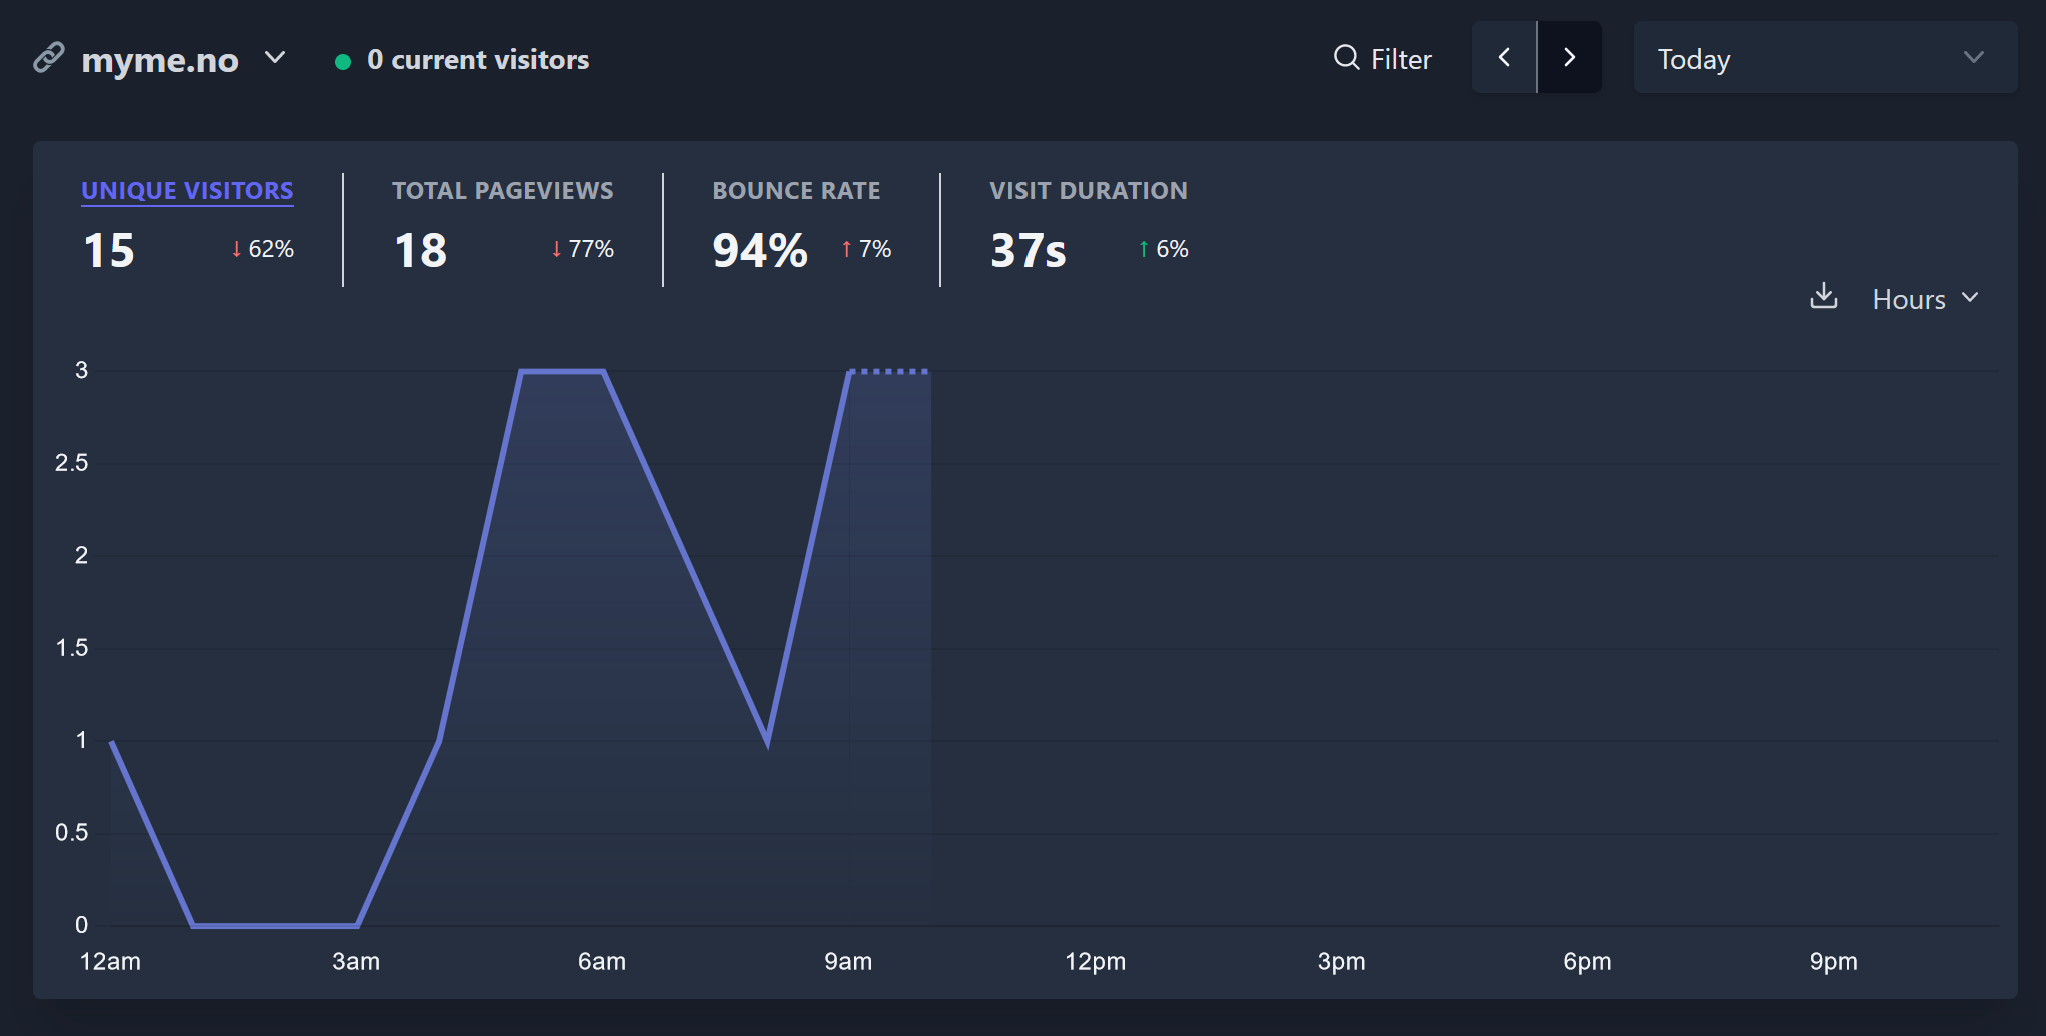 myme.no
0 current visitors
Filter
Today
UNIQUE VISITORS
15 ↓ 62%
TOTAL PAGEVIEWS
18 ↓ 77%
BOUNCE RATE
94% ↑ 7%
VISIT DURATION
37s ↑ 6%
Hours
3
2.5
2
1.5
1
0.5
0
12am 3am 6am 9am 12pm 3pm 6pm 9pm